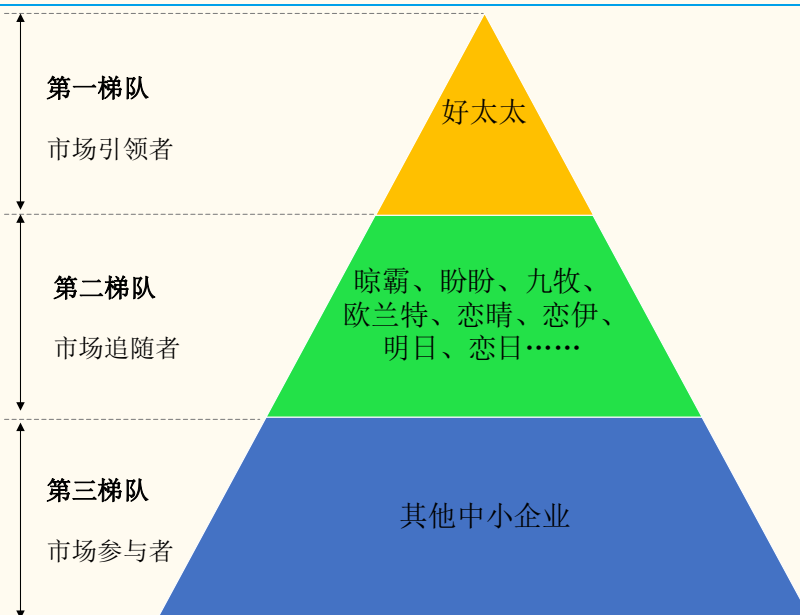 第一梯队
市场引领者
好太太
第二梯队
市场追随者
晾霸、盼盼、九牧、
欧兰特、恋晴、恋伊、
明日、恋日……
第三梯队
市场参与者
其他中小企业